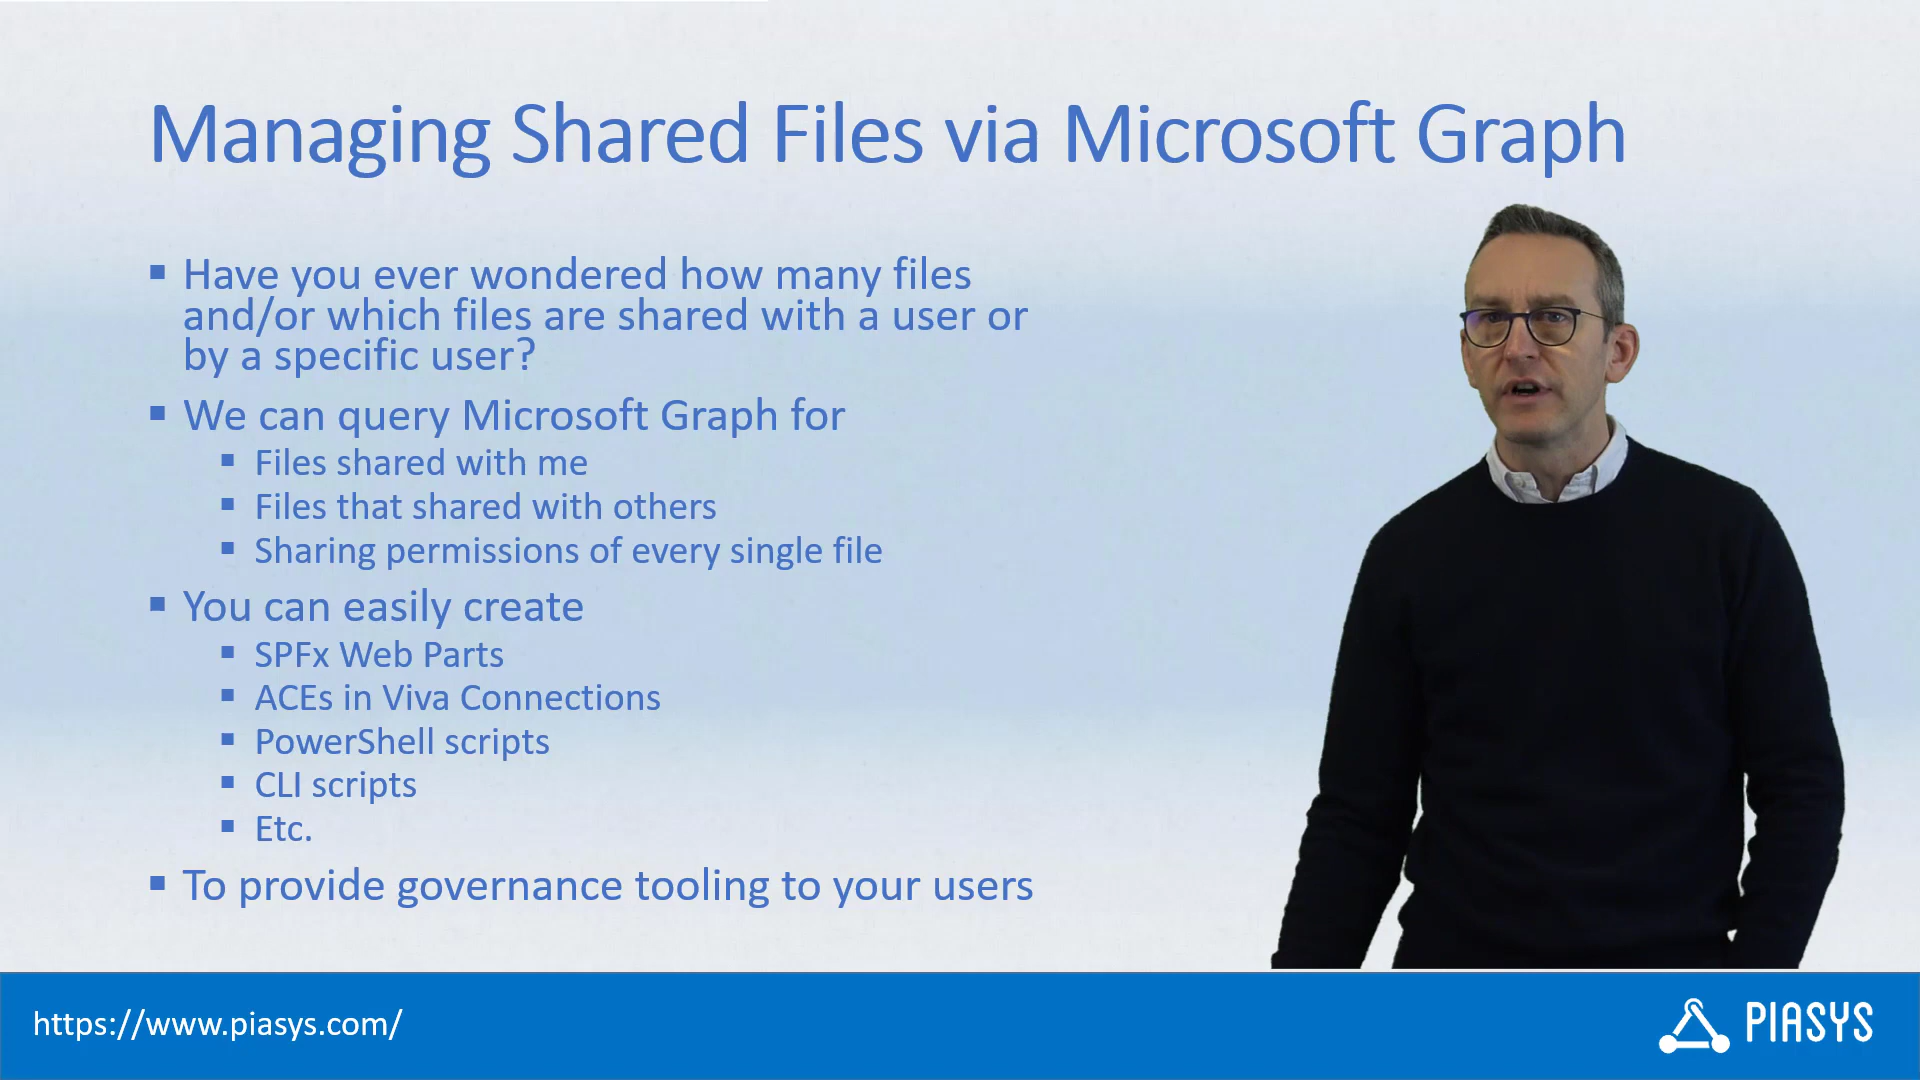 Managing Shared Files via Microsoft Graph
▪ Have you ever wondered how many files
and/or which files are shared with a user or
by a specific user?
▪ We can query Microsoft Graph for
▪ Files shared with me
▪ Files that shared with others
▪ Sharing permissions of every single file
▪ You can easily create
▪ SPFx Web Parts
▪ ACEs in Viva Connections
▪ PowerShell scripts
▪ CLI scripts
▪ Etc.
▪ To provide governance tooling to your users
https://www.piasys.com/
PIASYS